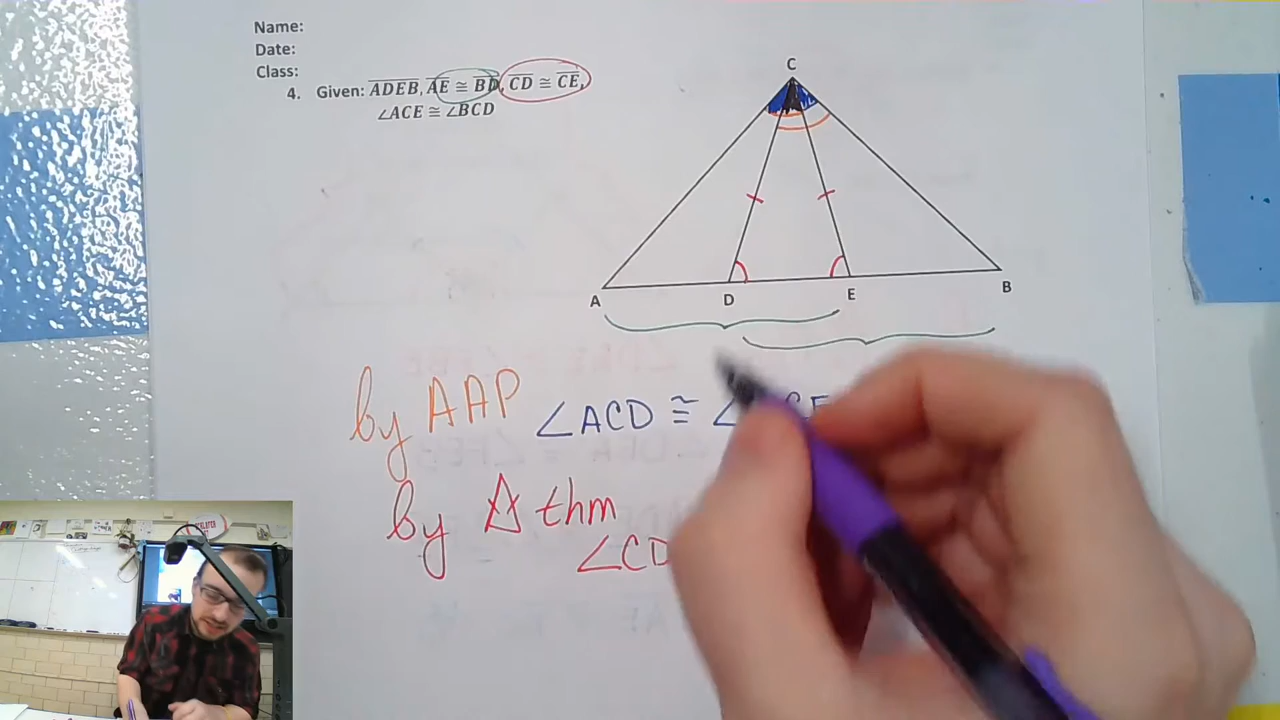 Name:
Date:
Class:
4. Given: ADEB, AE ≅ BD, CD ≅ CE,
∠ACE ≅ ∠BCD
C
A
D
E
B
by AAP ∠ACD ≅ ∠
by △ thm
∠CD